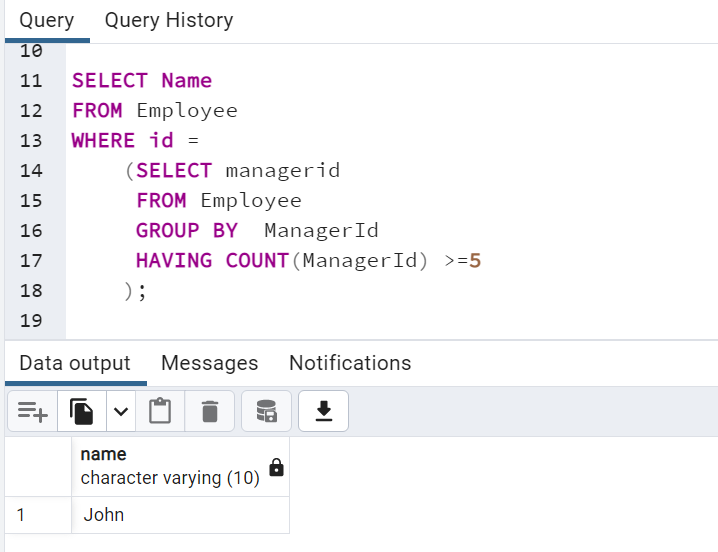 Query Query History
10
11 SELECT Name
12 FROM Employee
13 WHERE id =
14 (SELECT managerid
15 FROM Employee
16 GROUP BY  ManagerId
17 HAVING COUNT(ManagerId) >=5
18 );
19
Data output Messages Notifications
name
character varying (10)
1 John